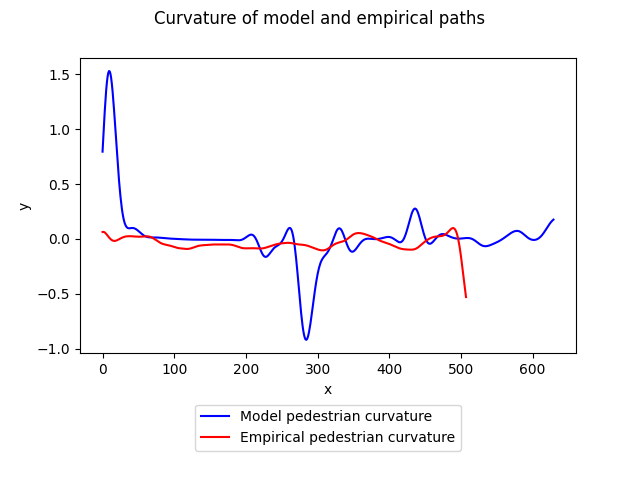 Curvature of model and empirical paths
1.5
1.0
0.5
0.0
−0.5
−1.0
y
0 100 200 300 400 500 600
x
Model pedestrian curvature
Empirical pedestrian curvature